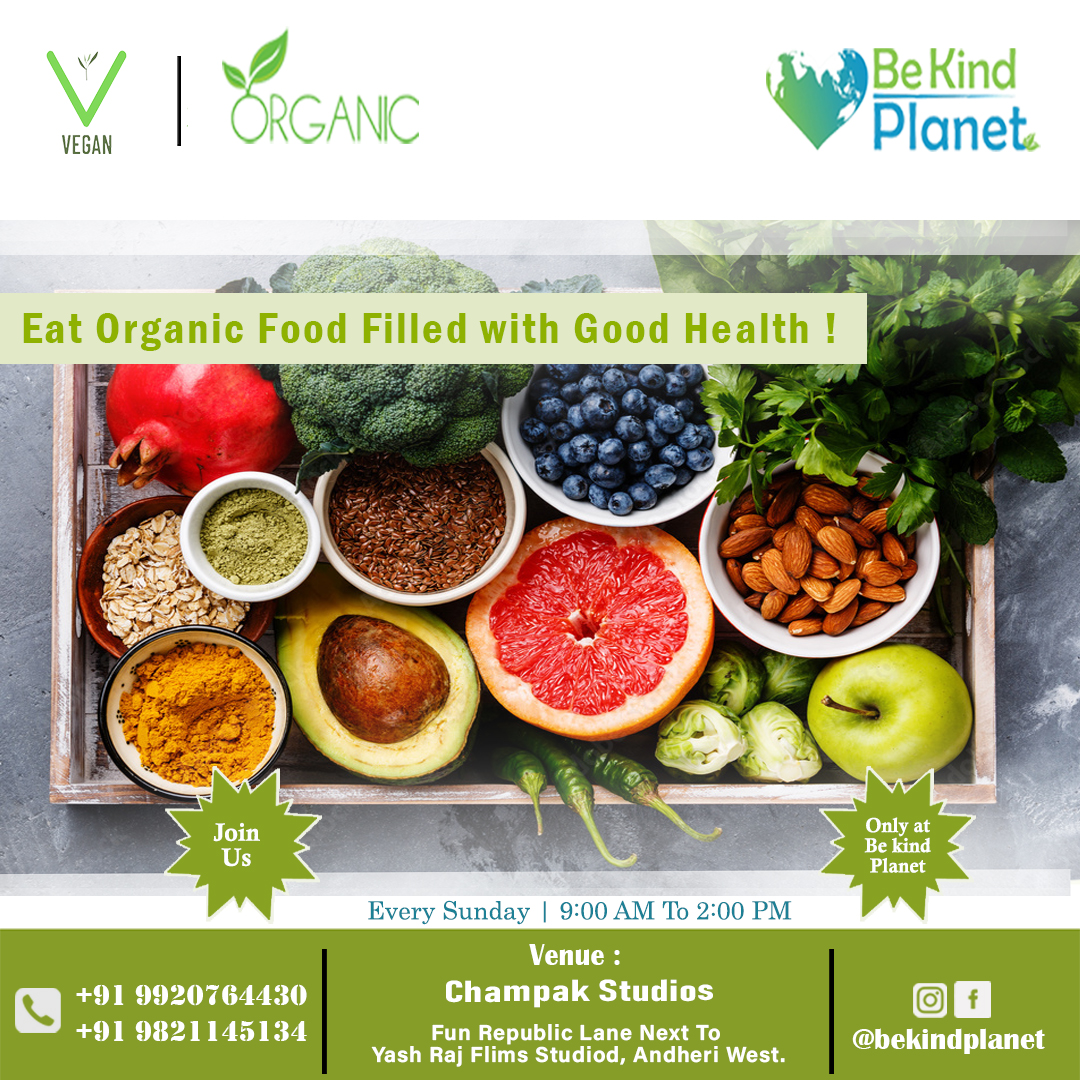 VEGAN
ORGANIC
Be Kind
Planet
Eat Organic Food Filled with Good Health !
Join
Us
Only at
Be kind
Planet
Every Sunday | 9:00 AM To 2:00 PM
+91 9920764430
+91 9821145134
Venue :
Champak Studios
Fun Republic Lane Next To
Yash Raj Flims Studiod, Andheri West.
@bekindplanet